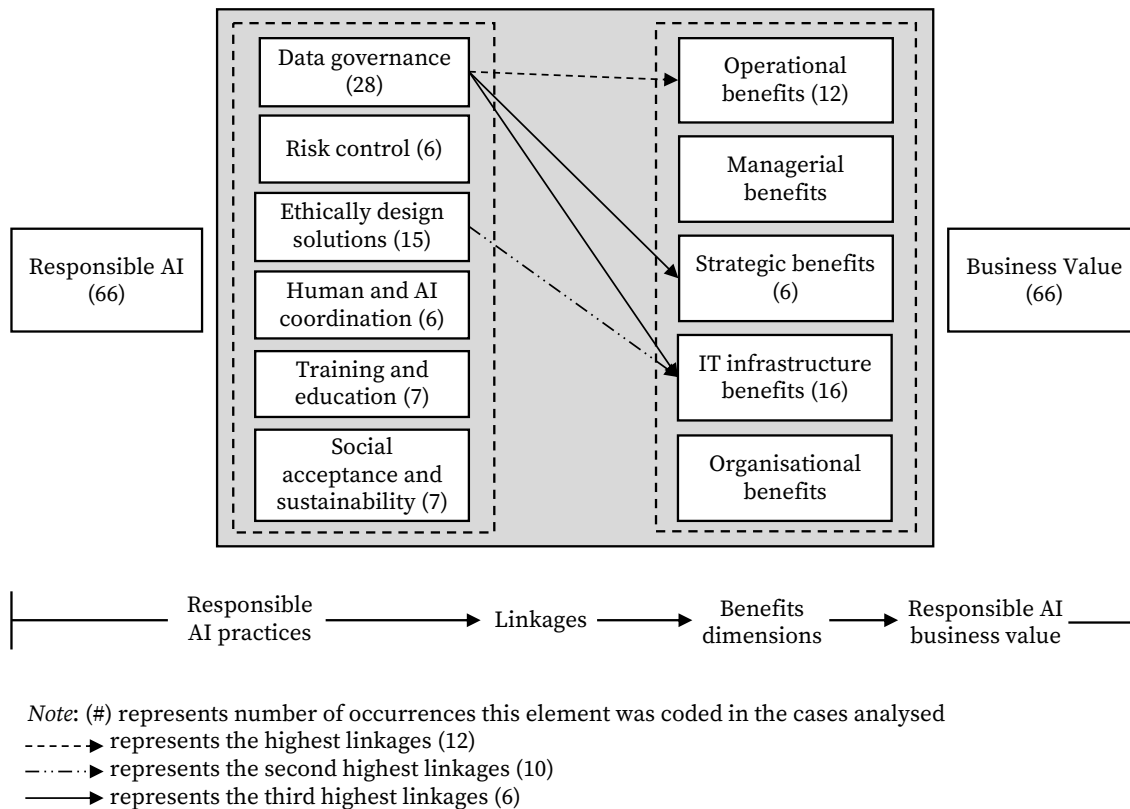 Responsible AI
(66)
Data governance
(28)
Risk control (6)
Ethically design
solutions (15)
Human and AI
coordination (6)
Training and
education (7)
Social
acceptance and
sustainability (7)
Operational
benefits (12)
Managerial
benefits
Strategic benefits
(6)
IT infrastructure
benefits (16)
Organisational
benefits
Business Value
(66)
Responsible
AI practices
Linkages
Benefits
dimensions
Responsible AI
business value
Note: (#) represents number of occurrences this element was coded in the cases analysed
represents the highest linkages (12)
represents the second highest linkages (10)
represents the third highest linkages (6)